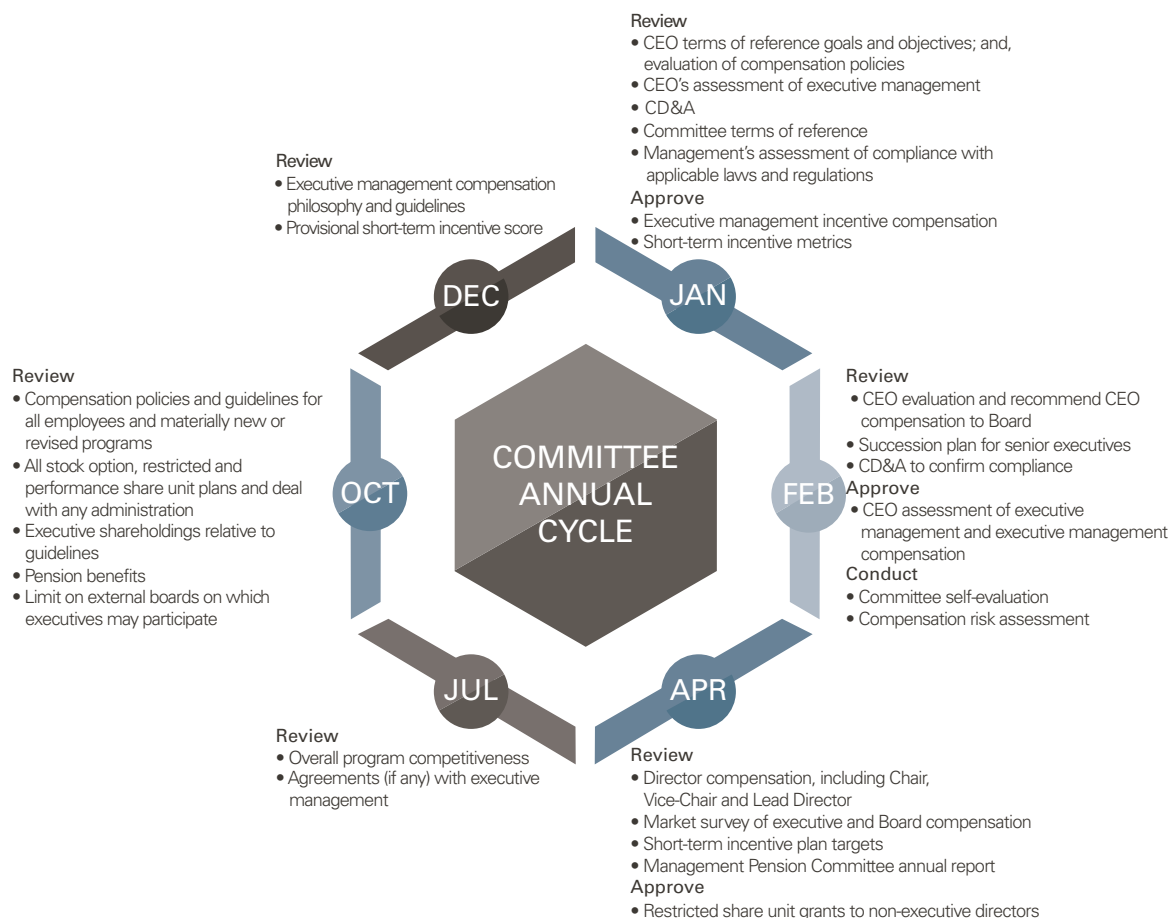 Review
• CEO terms of reference goals and objectives; and,
evaluation of compensation policies
• CEO's assessment of executive management
• CD&A
• Committee terms of reference
• Management's assessment of compliance with
applicable laws and regulations
Approve
• Executive management incentive compensation
• Short-term incentive metrics
JAN
Review
• CEO evaluation and recommend CEO
compensation to Board
• Succession plan for senior executives
• CD&A to confirm compliance
Approve
• CEO assessment of executive
management and executive management
compensation
Conduct
• Committee self-evaluation
• Compensation risk assessment
FEB
APR
Review
• Director compensation, including Chair,
Vice-Chair and Lead Director
• Market survey of executive and Board compensation
• Short-term incentive plan targets
• Management Pension Committee annual report
Approve
• Restricted share unit grants to non-executive directors
JUL
Review
• Overall program competitiveness
• Agreements (if any) with executive
management
Review
• Compensation policies and guidelines for
all employees and materially new or
revised programs
• All stock option, restricted and
performance share unit plans and deal
with any administration
• Executive shareholdings relative to
guidelines
• Pension benefits
• Limit on external boards on which
executives may participate
OCT
Review
• Executive management compensation
philosophy and guidelines
• Provisional short-term incentive score
DEC
COMMITTEE
ANNUAL
CYCLE